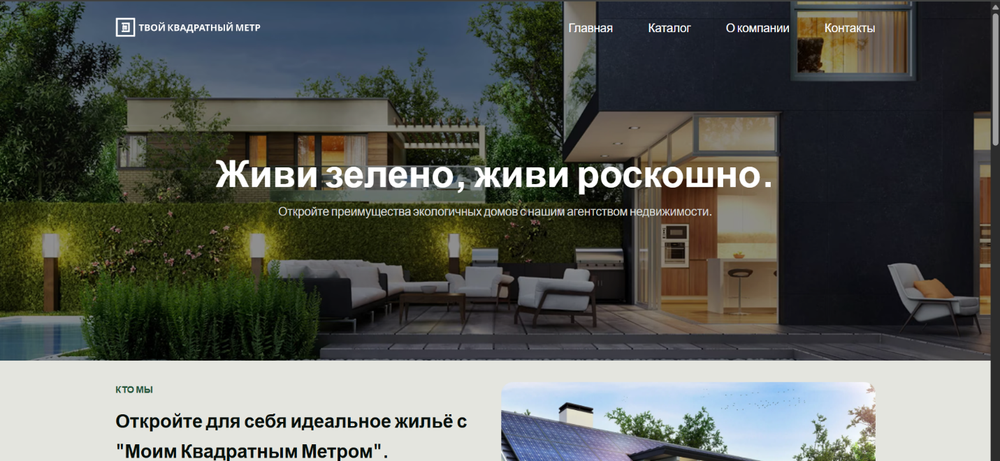 ТВОЙ КВАДРАТНЫЙ МЕТР
Главная Каталог О компании Контакты
Живи зелено, живи роскошно.
Откройте преимущества экологичных домов с нашим агентством недвижимости.
КТО МЫ
Откройте для себя идеальное жильё с
"Моим Квадратным Метром".